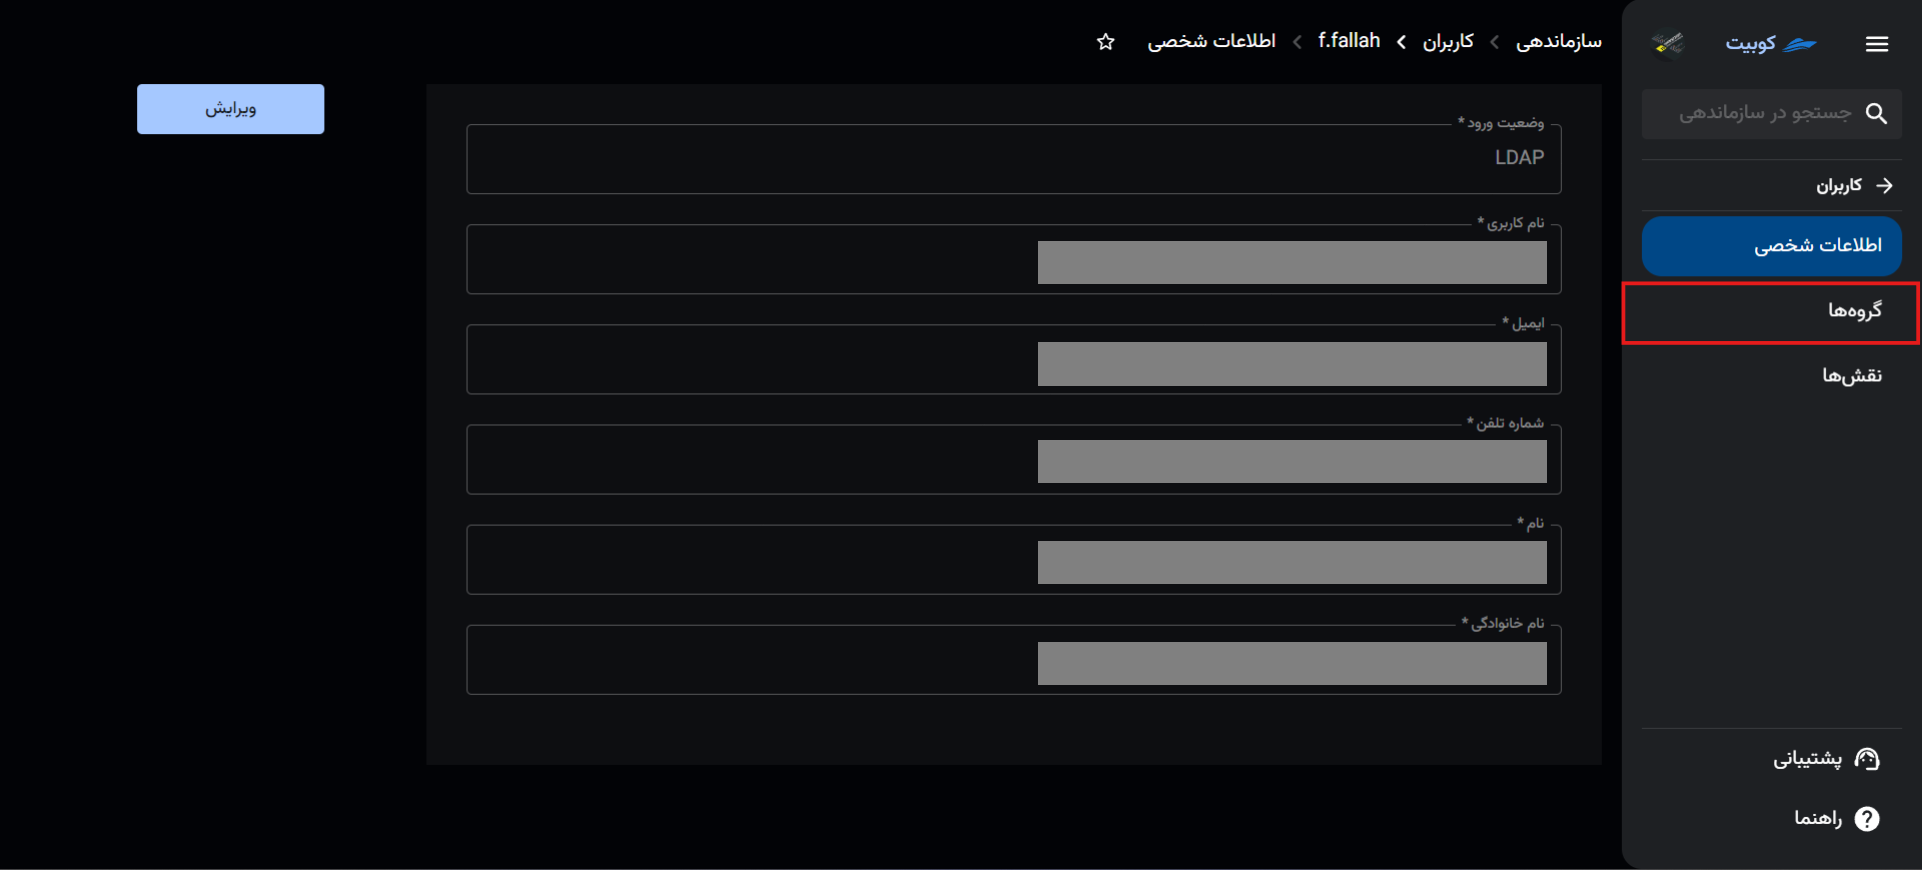 کوبیت
جستجو در سازماندهی
کاربران
اطلاعات شخصی
گروه‌ها
نقش‌ها
پشتیبانی
راهنما
سازماندهی
کاربران
f.fallah
اطلاعات شخصی
وضعیت ورود *
LDAP
نام کاربری *
ایمیل *
شماره تلفن *
نام *
نام خانوادگی *
ویرایش